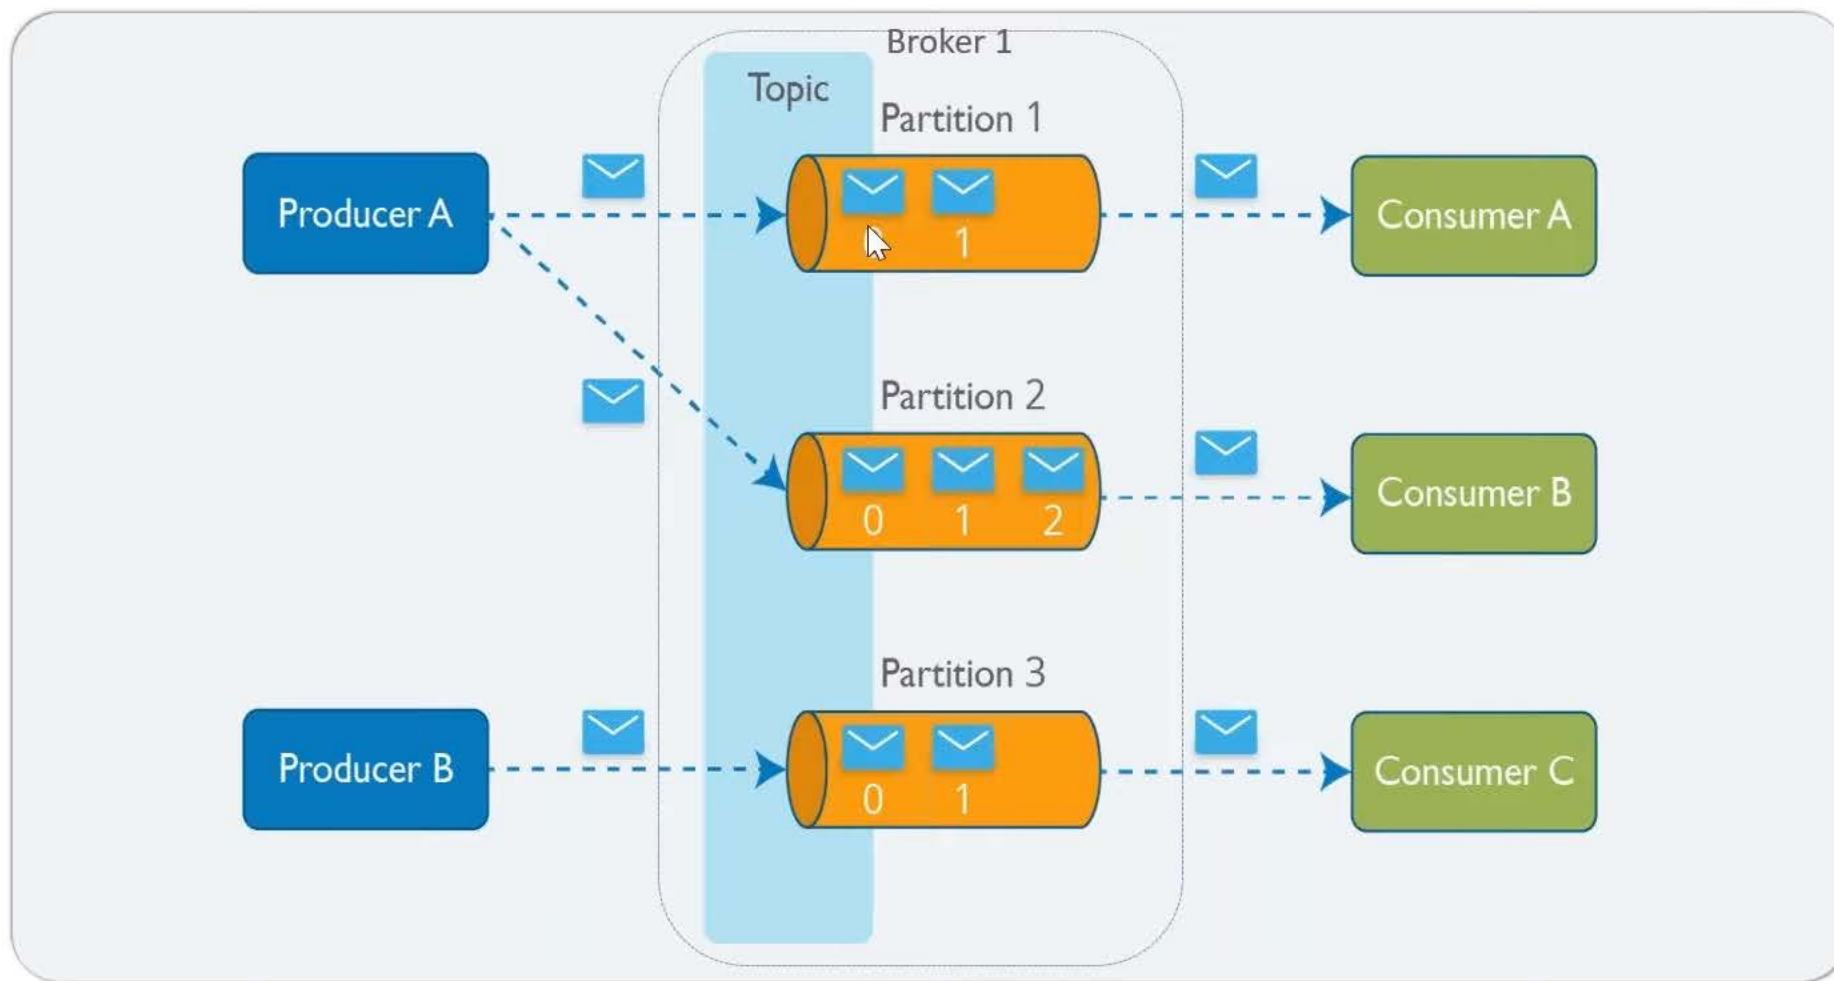 Broker 1
Topic
Partition 1
Producer A
1
Consumer A
Partition 2
0 1 2
Consumer B
Partition 3
Producer B
0 1
Consumer C